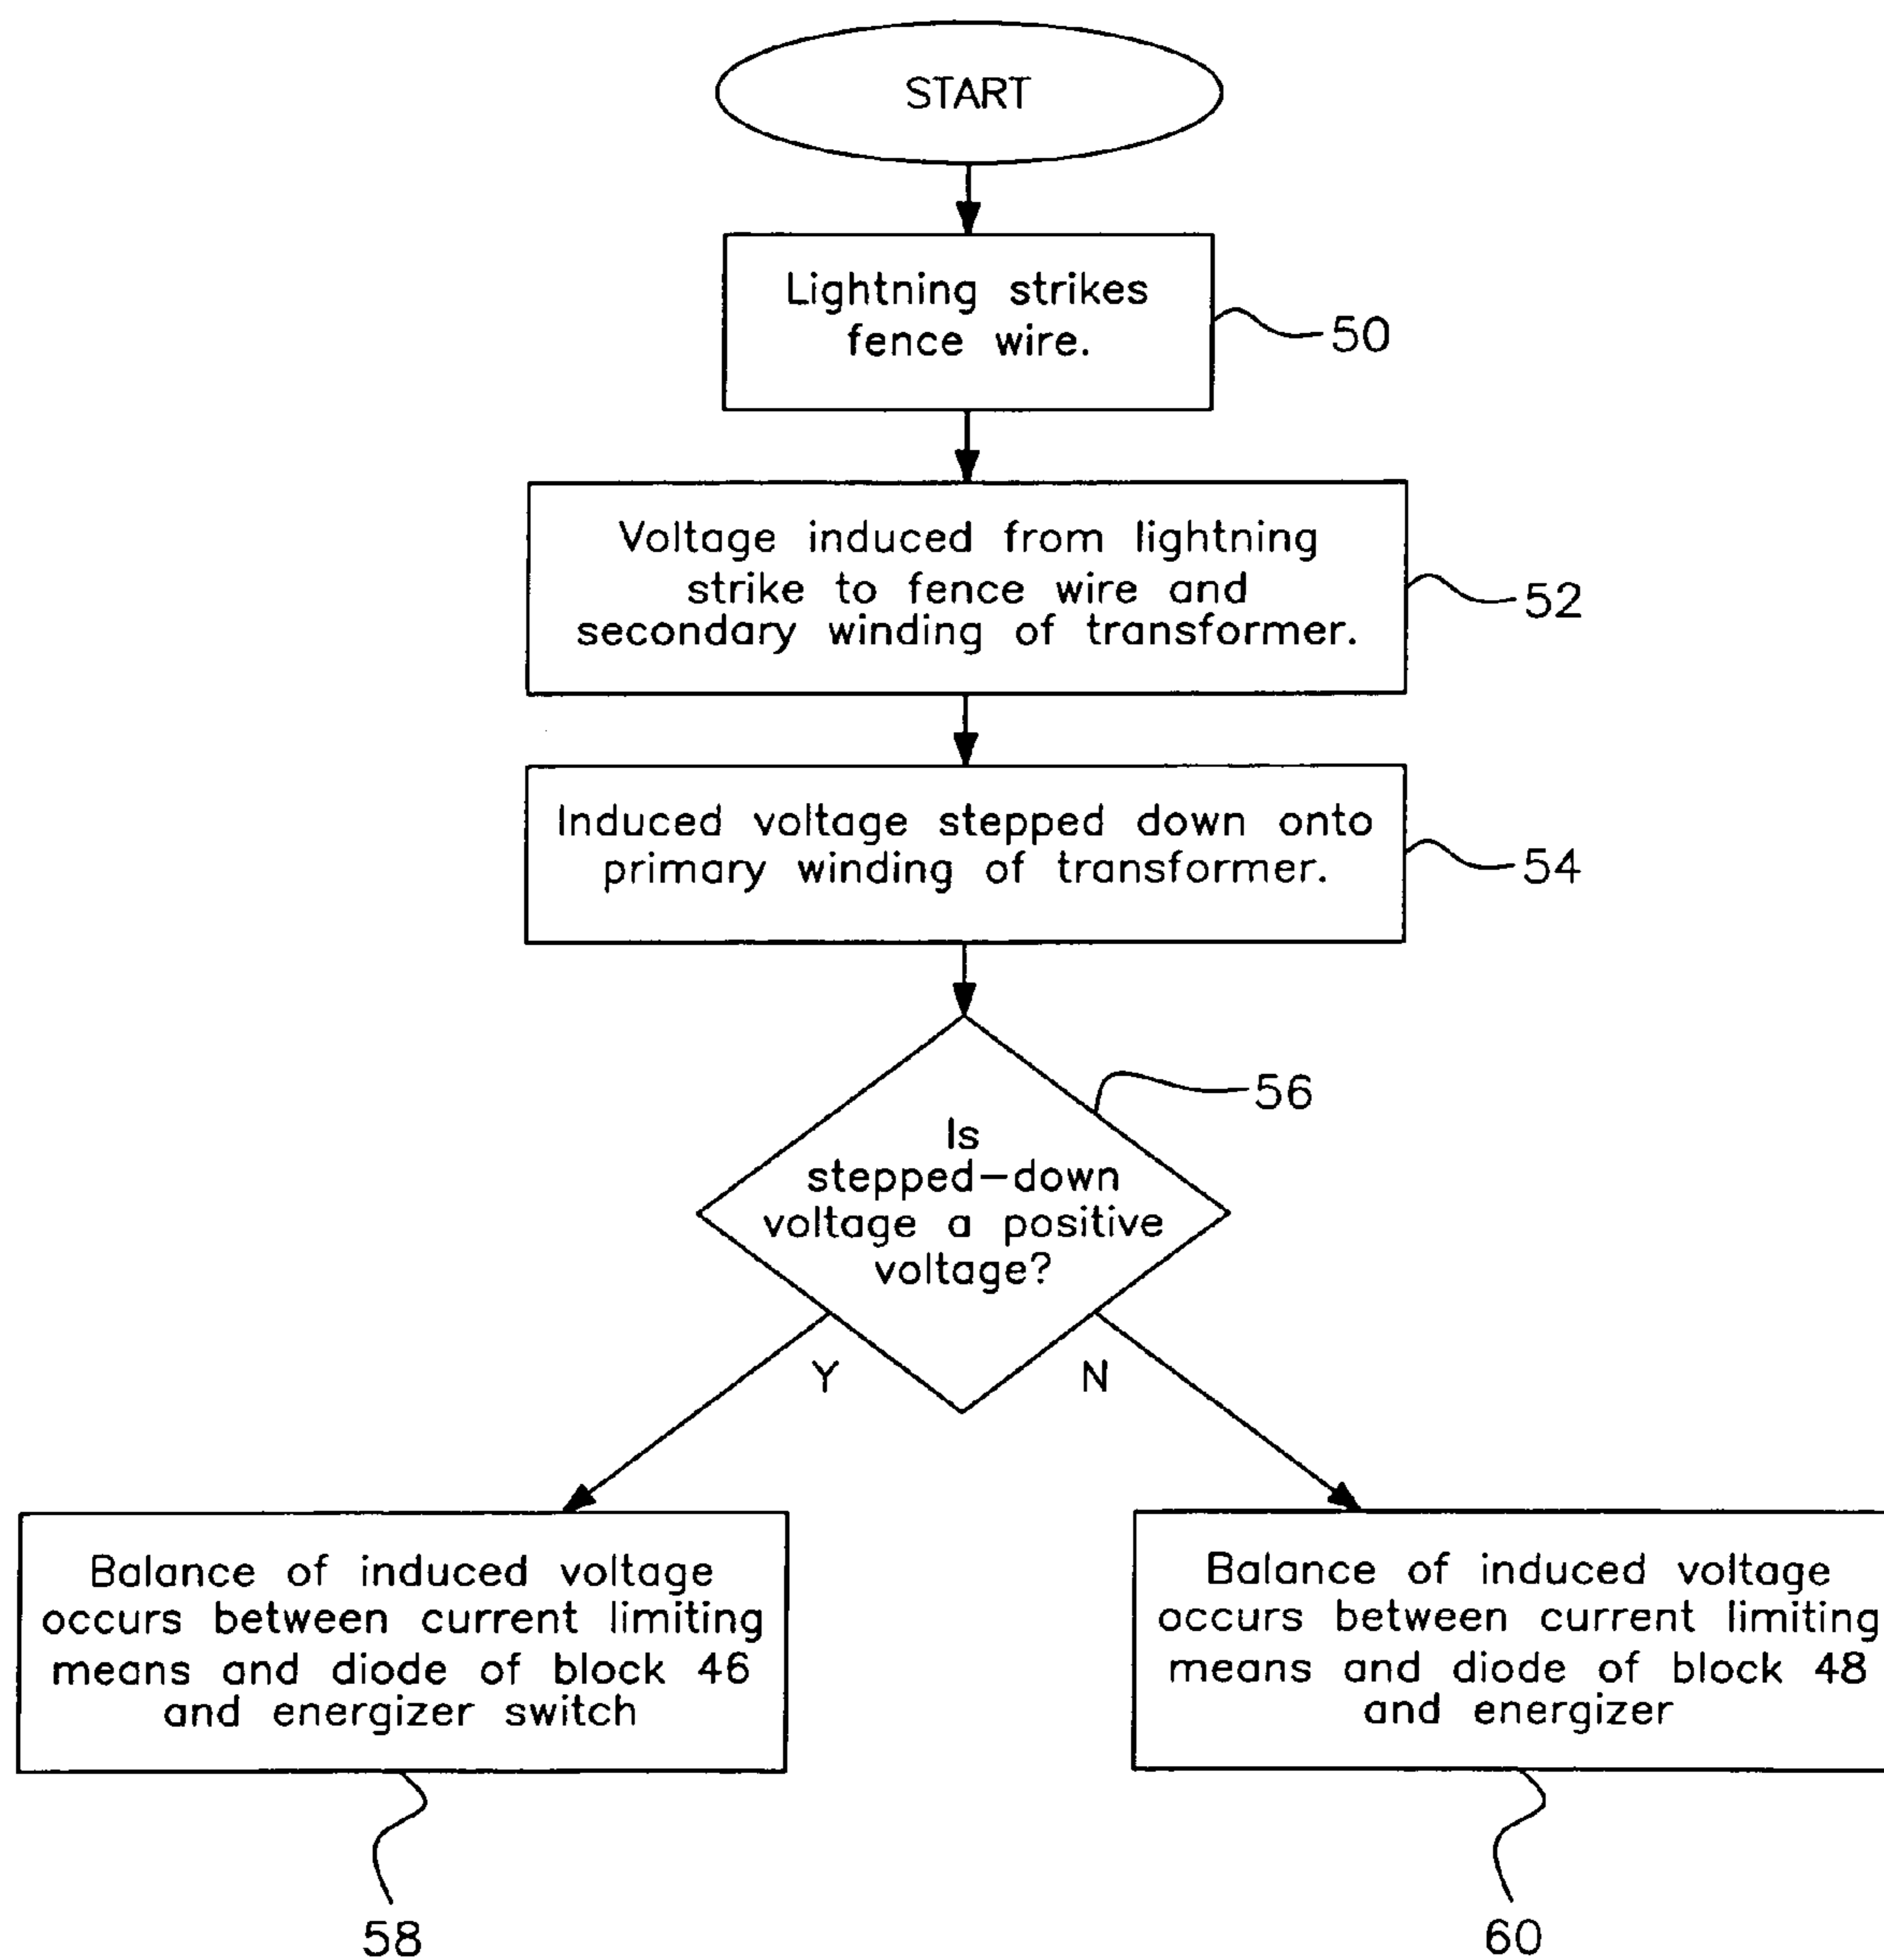 START
Lightning strikes
fence wire.
50
Voltage induced from lightning
strike to fence wire and
secondary winding of transformer.
52
Induced voltage stepped down onto
primary winding of transformer.
54
56
Is
stepped-down
voltage a positive
voltage?
Y
N
Balance of induced voltage
occurs between current limiting
means and diode of block 46
and energizer switch
58
Balance of induced voltage
occurs between current limiting
means and diode of block 48
and energizer
60